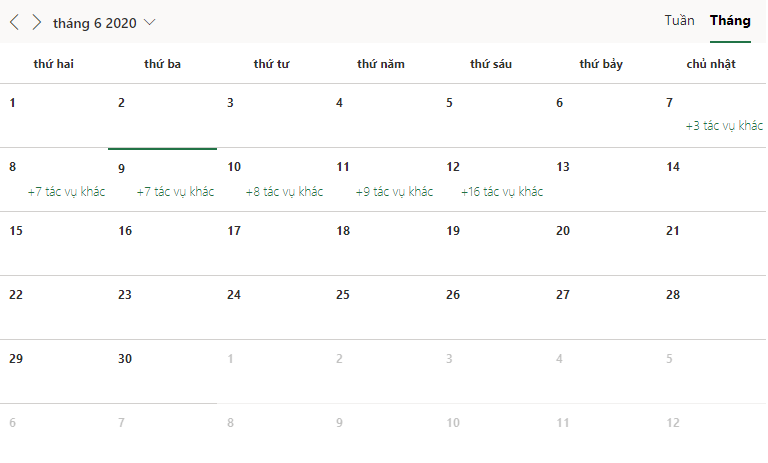 tháng 6 2020 Tuần Tháng
thứ hai thứ ba thứ tư thứ năm thứ sáu thứ bảy chủ nhật
1 2 3 4 5 6 7
+3 tác vụ khác
8 9 10 11 12 13 14
+7 tác vụ khác +7 tác vụ khác +8 tác vụ khác +9 tác vụ khác +16 tác vụ khác
15 16 17 18 19 20 21
22 23 24 25 26 27 28
29 30 1 2 3 4 5
6 7 8 9 10 11 12